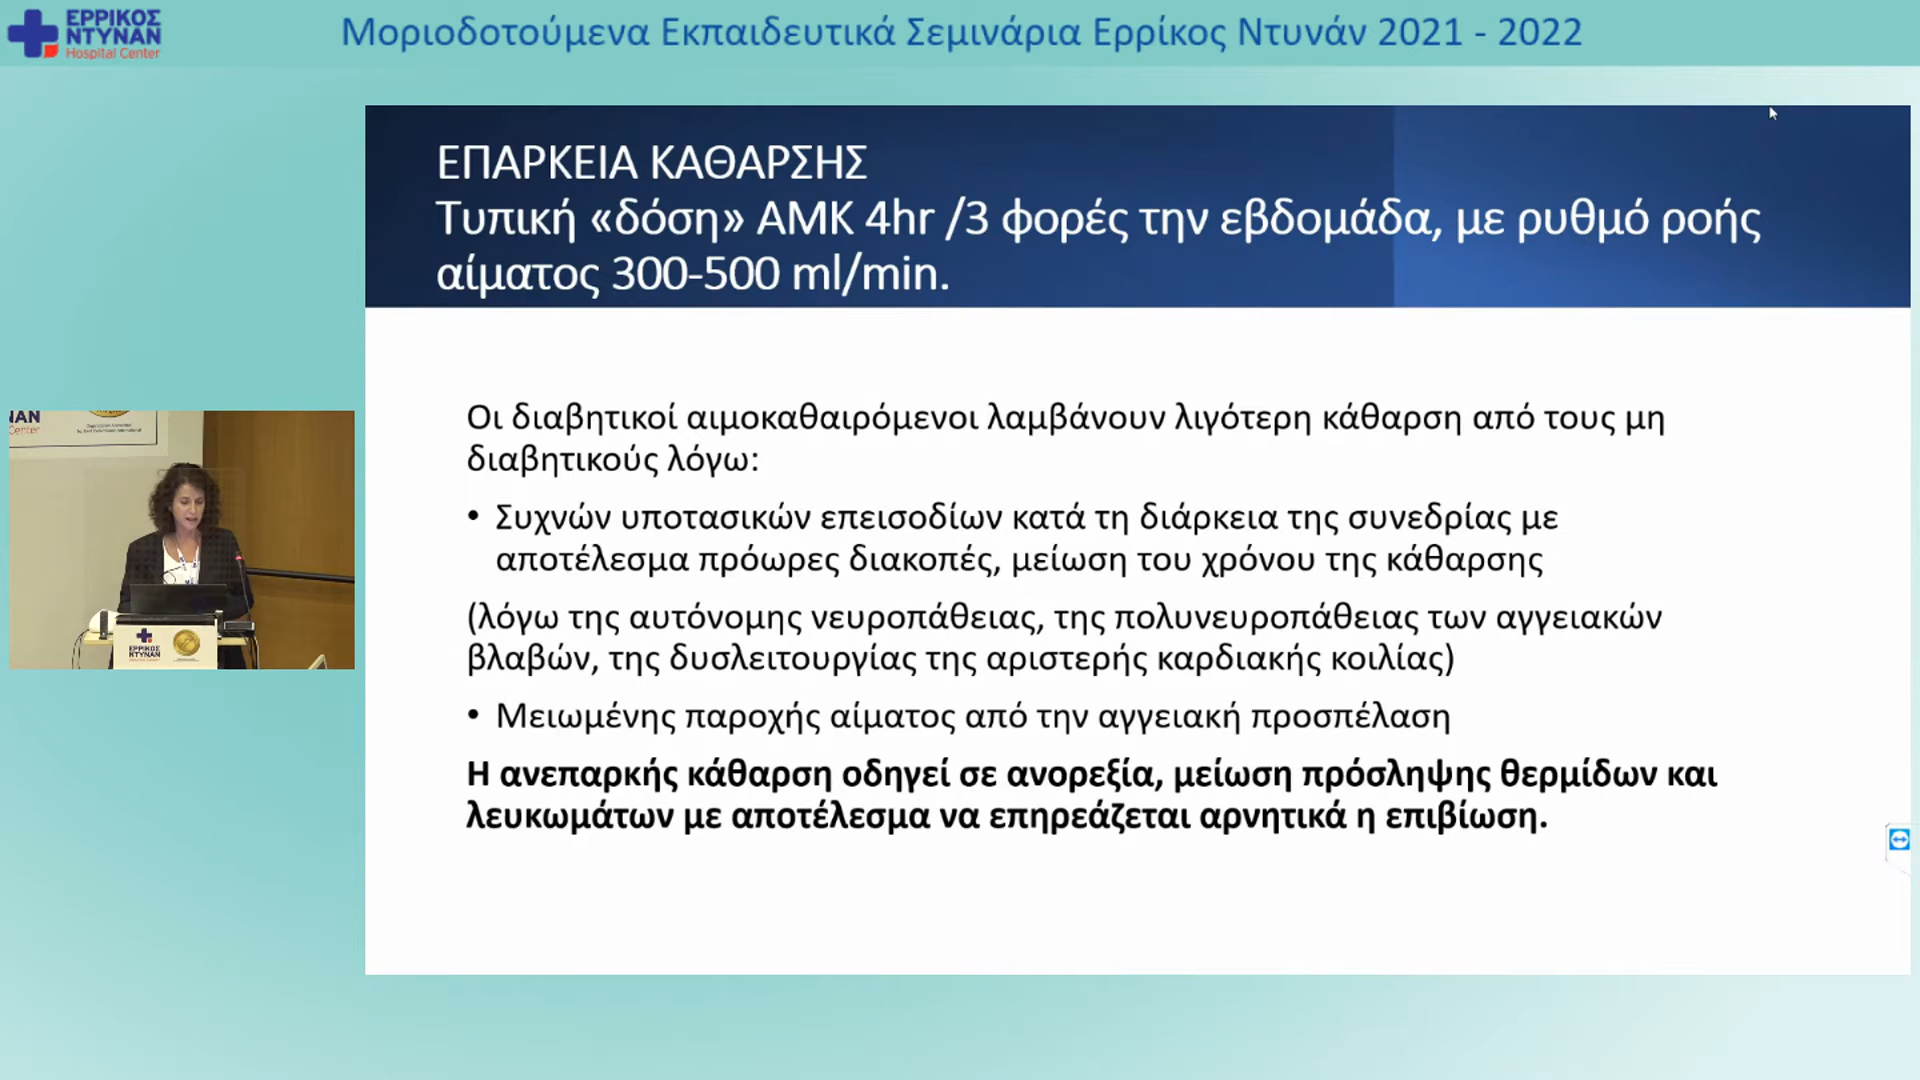 ΕΡΡΙΚΟΣ
ΝΤΥΝΑΝ
Hospital Center
Μοριοδοτούμενα Εκπαιδευτικά Σεμινάρια Ερρίκος Ντυνάν 2021 - 2022
ΕΠΑΡΚΕΙΑ ΚΑΘΑΡΣΗΣ
Τυπική «δόση» ΑΜΚ 4hr /3 φορές την εβδομάδα, με ρυθμό ροής
αίματος 300-500 ml/min.
Οι διαβητικοί αιμοκαθαιρόμενοι λαμβάνουν λιγότερη κάθαρση από τους μη
διαβητικούς λόγω:
• Συχνών υποτασικών επεισοδίων κατά τη διάρκεια της συνεδρίας με
αποτέλεσμα πρόωρες διακοπές, μείωση του χρόνου της κάθαρσης
(λόγω της αυτόνομης νευροπάθειας, της πολυνευροπάθειας των αγγειακών
βλαβών, της δυσλειτουργίας της αριστερής καρδιακής κοιλίας)
• Μειωμένης παροχής αίματος από την αγγειακή προσπέλαση
Η ανεπαρκής κάθαρση οδηγεί σε ανορεξία, μείωση πρόσληψης θερμίδων και
λευκωμάτων με αποτέλεσμα να επηρεάζεται αρνητικά η επιβίωση.
ΝΑΝ
Center
ΕΡΡΙΚΟΣ
ΝΤΥΝΑΝ